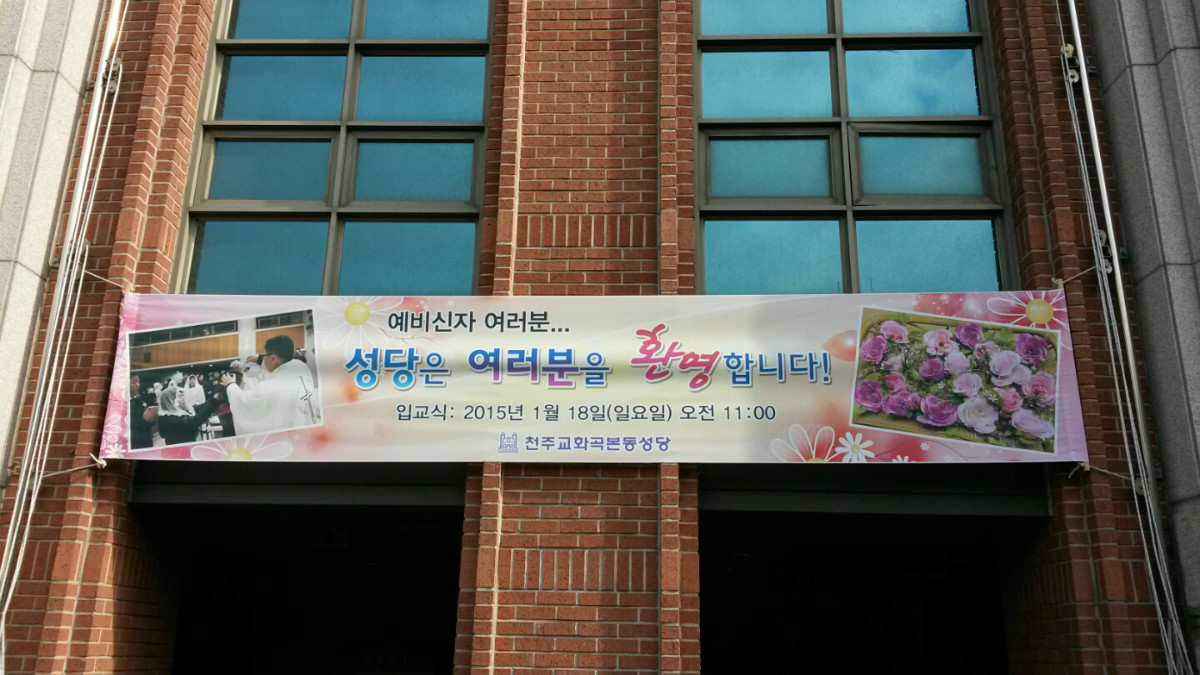 예비신자 여러분...
성당은 여러분을 환영합니다!
입교식: 2015년 1월 18일(일요일) 오전 11:00
천주교화곡본동성당